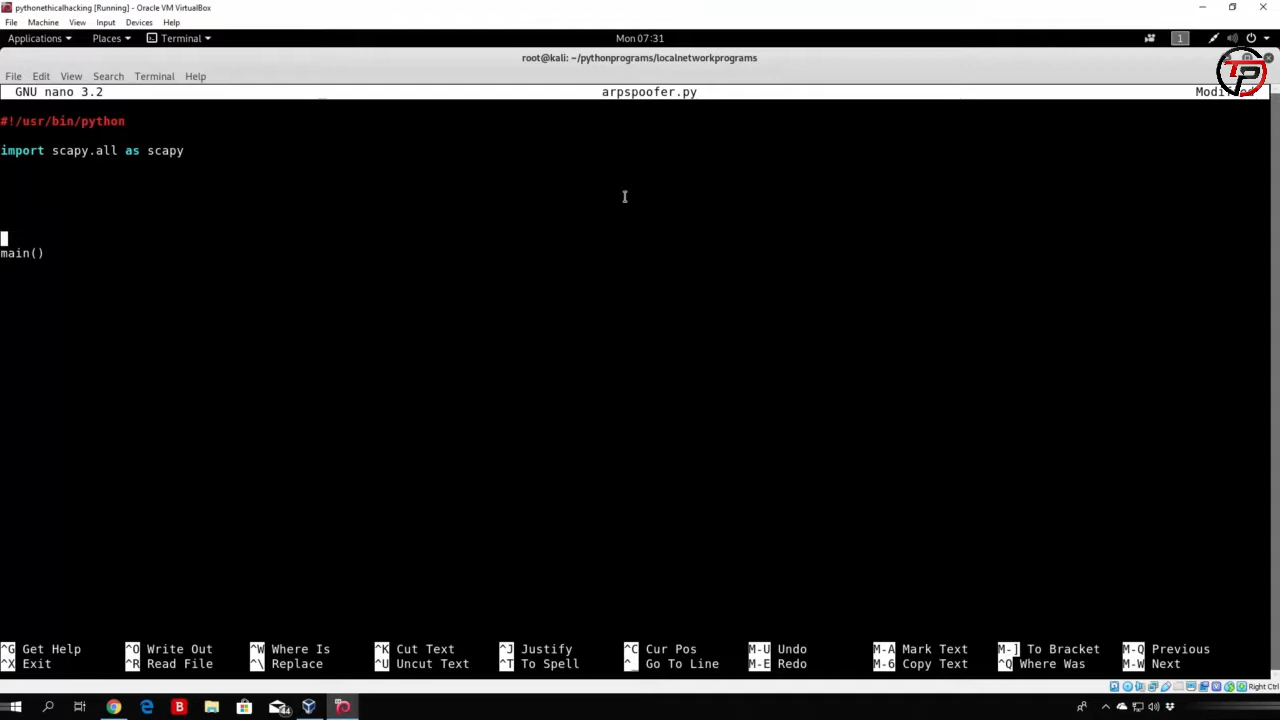 pythonethicalhacking [Running] - Oracle VM VirtualBox
File Machine View Input Devices Help
Applications Places Terminal Mon 07:31 1
root@kali: ~/pythonprograms/localnetworkprograms
File Edit View Search Terminal Help
GNU nano 3.2 arpspoofer.py
#!/usr/bin/python
import scapy.all as scapy
main()
^G Get Help ^O Write Out ^W Where Is ^K Cut Text ^J Justify ^C Cur Pos M-U Undo M-A Mark Text M-] To Bracket M-Q Previous
^X Exit ^R Read File ^\ Replace ^U Uncut Text ^T To Spell ^_ Go To Line M-E Redo M-6 Copy Text ^Q Where Was M-W Next
Right Ctrl